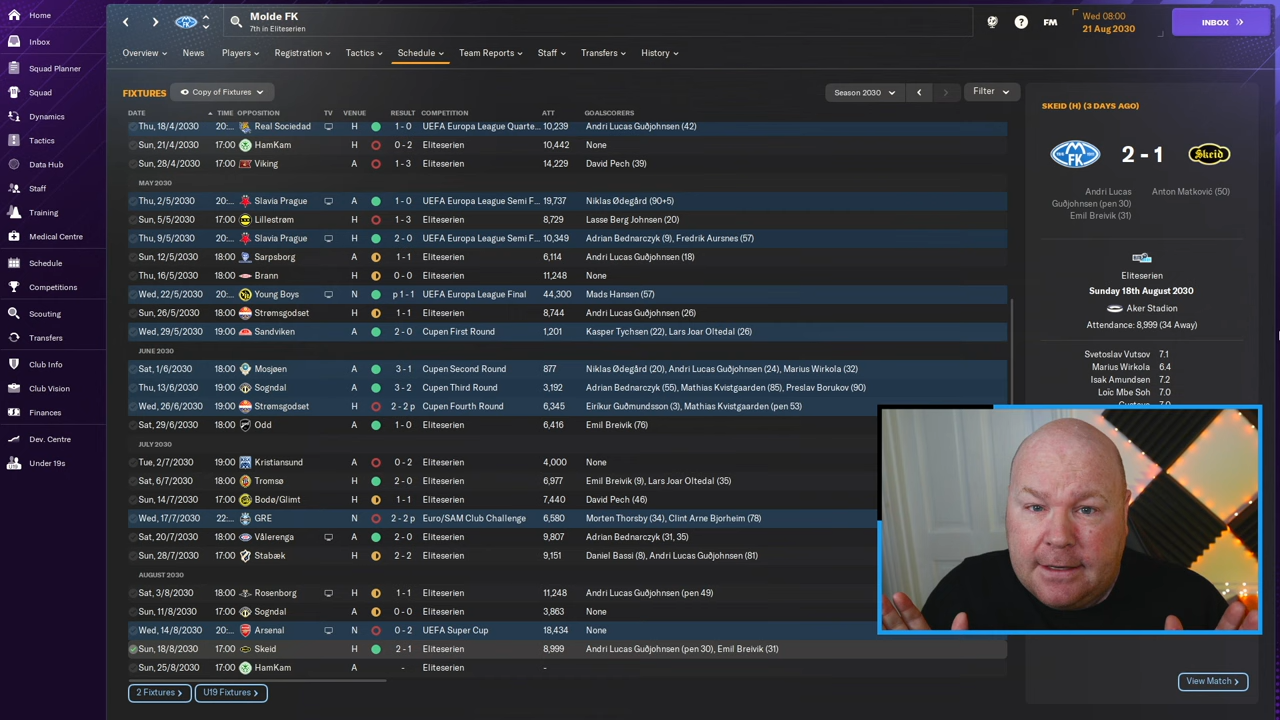 Home
Molde FK
7th in Eliteserien
Wed 08:00
21 Aug 2030
FM
INBOX
Inbox
Squad Planner
Squad
Dynamics
Tactics
Data Hub
Staff
Training
Medical Centre
Schedule
Competitions
Scouting
Transfers
Club Info
Club Vision
Finances
Dev. Centre
Under 19s
Overview News Players Registration Tactics Schedule Team Reports Staff Transfers History
FIXTURES Copy of Fixtures Season 2030 Filter
DATE TIME OPPOSITION TV VENUE RESULT COMPETITION ATT GOALSCORERS
Thu, 18/4/2030 20:... Real Sociedad H 1 - 0 UEFA Europa League Quarte... 10,239 Andri Lucas Guðjohnsen (42)
Sun, 21/4/2030 17:00 HamKam H 0 - 2 Eliteserien 10,442 None
Sun, 28/4/2030 17:00 Viking A 1 - 3 Eliteserien 14,229 David Pech (39)
MAY 2030
Thu, 2/5/2030 20:... Slavia Prague A 1 - 0 UEFA Europa League Semi F... 19,737 Niklas Ødegård (90+5)
Sun, 5/5/2030 17:00 Lillestrøm H 1 - 3 Eliteserien 8,729 Lasse Berg Johnsen (20)
Thu, 9/5/2030 20:... Slavia Prague H 2 - 0 UEFA Europa League Semi F... 10,349 Adrian Bednarczyk (9), Fredrik Aursnes (57)
Sun, 12/5/2030 18:00 Sarpsborg A 1 - 1 Eliteserien 6,114 Andri Lucas Guðjohnsen (18)
Thu, 16/5/2030 18:00 Brann H 0 - 0 Eliteserien 11,248 None
Wed, 22/5/2030 20:... Young Boys N p 1 - 1 UEFA Europa League Final 44,300 Mads Hansen (57)
Sun, 26/5/2030 18:00 Strømsgodset H 1 - 1 Eliteserien 8,744 Andri Lucas Guðjohnsen (26)
Wed, 29/5/2030 19:00 Sandviken A 2 - 0 Cupen First Round 1,201 Kasper Tychsen (22), Lars Joar Oltedal (26)
JUNE 2030
Sat, 1/6/2030 18:00 Mosjøen A 3 - 1 Cupen Second Round 877 Niklas Ødegård (20), Andri Lucas Guðjohnsen (24), Marius Wirkola (32)
Thu, 13/6/2030 19:00 Sogndal A 3 - 2 Cupen Third Round 3,192 Adrian Bednarczyk (55), Mathias Kvistgaarden (85), Preslav Borukov (90)
Wed, 26/6/2030 19:00 Strømsgodset H 2 - 2 p Cupen Fourth Round 6,345 Eiríkur Guðmundsson (3), Mathias Kvistgaarden (pen 53)
Sat, 29/6/2030 18:00 Odd A 1 - 0 Eliteserien 6,416 Emil Breivik (76)
JULY 2030
Tue, 2/7/2030 19:00 Kristiansund A 0 - 2 Eliteserien 4,000 None
Sat, 6/7/2030 18:00 Tromsø H 2 - 0 Eliteserien 6,977 Emil Breivik (9), Lars Joar Oltedal (35)
Sun, 14/7/2030 17:00 Bodø/Glimt A 1 - 1 Eliteserien 7,440 David Pech (46)
Wed, 17/7/2030 22:... GRE N 2 - 2 p Euro/SAM Club Challenge 6,580 Morten Thorsby (34), Clint Arne Bjorheim (78)
Sat, 20/7/2030 18:00 Vålerenga A 2 - 2 Eliteserien 9,807 Adrian Bednarczyk (31, 35)
Sun, 28/7/2030 17:00 Stabæk H 2 - 2 Eliteserien 9,151 Daniel Bassi (8), Andri Lucas Guðjohnsen (81)
AUGUST 2030
Sat, 3/8/2030 18:00 Rosenborg H 1 - 1 Eliteserien 11,248 Andri Lucas Guðjohnsen (pen 49)
Sun, 11/8/2030 17:00 Sogndal A 0 - 0 Eliteserien 3,863 None
Wed, 14/8/2030 20:... Arsenal N 0 - 2 UEFA Super Cup 18,434 None
Sun, 18/8/2030 17:00 Skeid H 2 - 1 Eliteserien 8,999 Andri Lucas Guðjohnsen (pen 30), Emil Breivik (31)
Sun, 25/8/2030 17:00 HamKam A - Eliteserien -
2 Fixtures U19 Fixtures
SKEID (H) (3 DAYS AGO)
2 - 1
Skeid
Andri Lucas
Guðjohnsen (pen 30)
Emil Breivik (31)
Anton Matković (50)
Eliteserien
Sunday 18th August 2030
Aker Stadion
Attendance: 8,999 (34 Away)
Svetoslav Vutsov 7.1
Marius Wirkola 6.4
Isak Amundsen 7.2
Loïc Mbe Soh 7.0
View Match